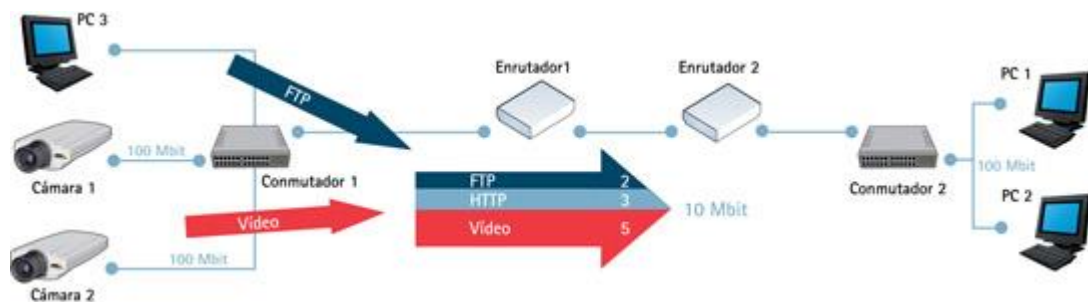 PC 3
FTP
Enrutador1
Enrutador 2
PC 1
100 Mbit
Cámara 1
Conmutador 1
FTP 2
HTTP 3
Vídeo 5
10 Mbit
Conmutador 2
100 Mbit
PC 2
Vídeo
100 Mbit
Cámara 2